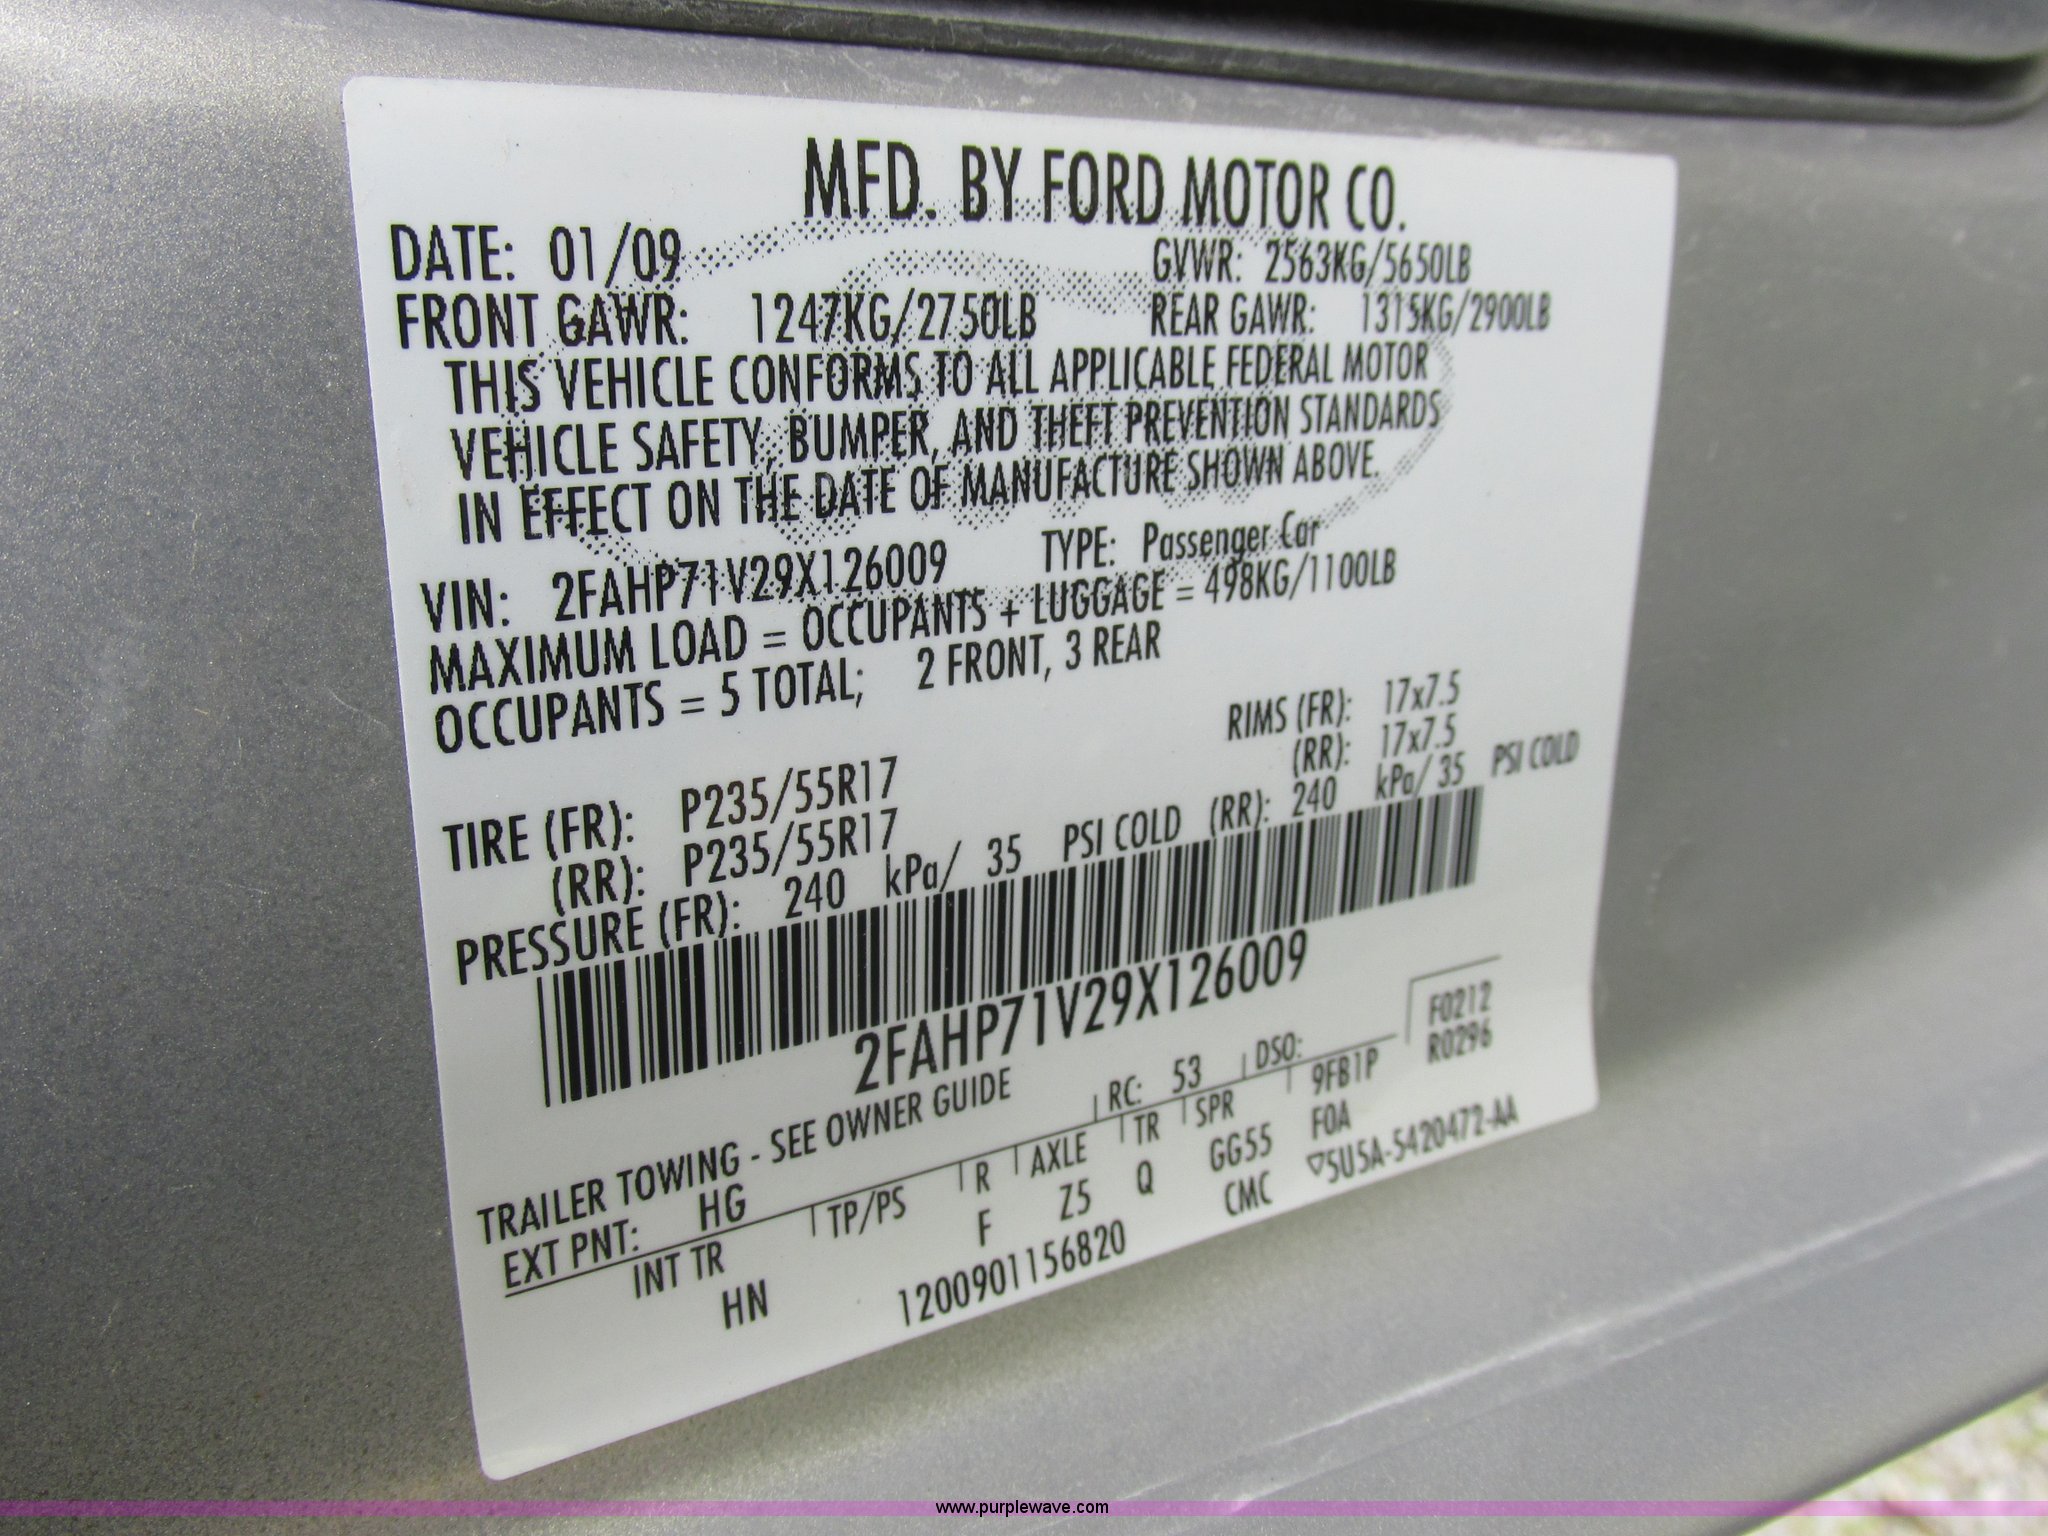 MFD. BY FORD MOTOR CO.
DATE: 01/09 GVWR: 2563KG/5650LB
FRONT GAWR: 1247KG/2750LB REAR GAWR: 1315KG/2900LB
THIS VEHICLE CONFORMS TO ALL APPLICABLE FEDERAL MOTOR
VEHICLE SAFETY, BUMPER, AND THEFT PREVENTION STANDARDS
IN EFFECT ON THE DATE OF MANUFACTURE SHOWN ABOVE.
VIN: 2FAHP71V29X126009 TYPE: Passenger Car
MAXIMUM LOAD = OCCUPANTS + LUGGAGE = 498KG/1100LB
OCCUPANTS = 5 TOTAL; 2 FRONT, 3 REAR
TIRE (FR): P235/55R17 RIMS (FR): 17x7.5
(RR): P235/55R17 (RR): 17x7.5
PRESSURE (FR): 240 kPa/ 35 PSI COLD (RR): 240 kPa/ 35 PSI COLD
2FAHP71V29X126009
TRAILER TOWING - SEE OWNER GUIDE
F0212
R0296
EXT PNT: HG RC: 53 DSO:
INT TR TP/PS R AXLE TR SPR 9FB1P
HN F Z5 Q GG55 F0A
1200901156820 CMC ▽5U5A-5420472-AA
www.purplewave.com